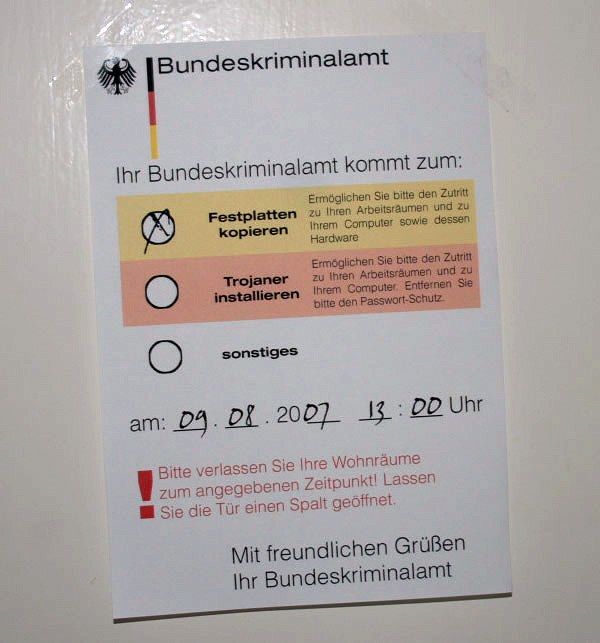 Bundeskriminalamt
Ihr Bundeskriminalamt kommt zum:
Festplatten
kopieren
Ermöglichen Sie bitte den Zutritt
zu Ihren Arbeitsräumen und zu
Ihrem Computer sowie dessen
Hardware
Trojaner
installieren
Ermöglichen Sie bitte den Zutritt
zu Ihren Arbeitsräumen und zu
Ihrem Computer. Entfernen Sie
bitte den Passwort-Schutz.
sonstiges
am: 09. 08. 2007 13 : 00 Uhr
! Bitte verlassen Sie Ihre Wohnräume
zum angegebenen Zeitpunkt! Lassen
Sie die Tür einen Spalt geöffnet.
Mit freundlichen Grüßen
Ihr Bundeskriminalamt